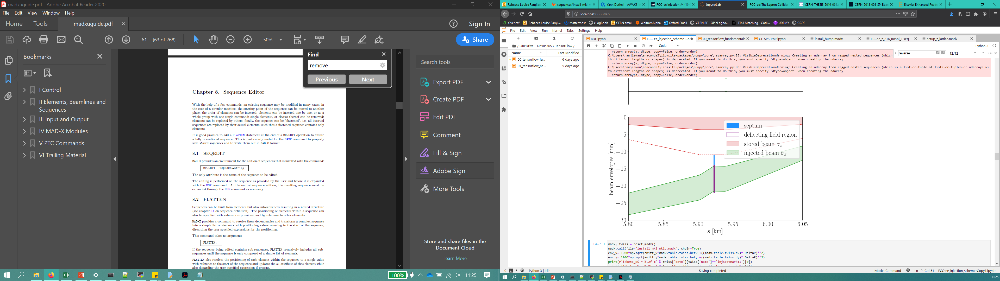 madxuguide.pdf - Adobe Acrobat Reader 2020
File Edit View Window Help
Home Tools madxuguide.pdf × Sign In
61 (63 of 268) 50% Share
Bookmarks
I Control
II Elements, Beamlines and
Sequences
III Input and Output
IV MAD-X Modules
V PTC Commands
VI Trailing Material
Find
remove
Previous Next
Chapter 8. Sequence Editor
With the help of a few commands, an existing sequence may be modified in many ways: in
the case of a circular machine, the starting point of the sequence can be moved to another
place; the order of elements can be inverted; elements can be inserted one by one, or as a
whole group with one single command; single elements, or classes thereof can be removed;
elements can be replaced by others; finally, the sequence can be "flattened", i.e. all inserted
sequences are replaced by their actual elements, such that a flattened sequence contains only
elements.
It is good practice to add a FLATTEN statement at the end of a SEQEDIT operation to ensure
a fully operational sequence. This is particularly useful for the SAVE command to properly
save shared sequences and to write them out in MAD-8 format.
8.1 SEQEDIT
MAD-X provides an environment for the edition of sequences that is invoked with the command:
SEQEDIT, SEQUENCE=string;
The only attribute is the name of the sequence to be edited.
The editing is performed on the sequence as provided by the user and before it is expanded
with the USE command. At the end of sequence edition, the resulting sequence must be
expanded through the USE command as necessary.
8.2 FLATTEN
Sequences can be built from elements but also sub-sequences resulting in a nested structure
(see chapter 14 on sequence definition). The positioning of elements within a sequence can
also be specified with values or expressions, and by reference to other elements.
MAD-X provides a command to resolve these dependencies and transform a complex sequence
into a simple list of elements with positioning values referring to the start of the sequence,
discarding the user-specified expressions for the positioning.
This command takes no argument:
FLATTEN;
If the sequence being edited contains sub-sequences, FLATTEN recursively includes all sub-
sequences until the sequence is only composed of a simple list of elements.
FLATTEN also resolves the positioning of each element within the sequence to a single value
with reference to the start of the sequence and updates the AT attribute of that element while
also discarding the user-specified expression if present.
Search tools
Export PDF
Create PDF
Edit PDF
Comment
Fill & Sign
Adobe Sign
More Tools
Store and share files in the
Document Cloud
Learn More
100% 11:25
Rebecca Louise Ramjiaw × sequences/install_mki_m × Yann Dutheil - AWAKE_ × FCC-ee injection #4 (19 × JupyterLab × FCC-ee: The Lepton Collider × CERN-THESIS-2019-064.p × CERN-2018-008-SP_Bea × Elsevier Enhanced Reade × +
localhost:8888/lab
Overleaf Rebecca Louise Ramji... Mattermost eLogBook CERN email WolframAlpha Oxford Email CERN BE - OP eLogbo... TT43 Matching - Codi... UDEMY CCDE
File Edit View Run Kernel Tabs Settings Help
/ OneDrive - Nexus365 / TensorFlow /
Name Last Modified
00_tensorflow_fu... 6 days ago
01_tensorflow_ne... 5 days ago
BDF.ipynb × FCC-ee_injection_scheme-Co 00_tensorflow_fundamentals × GF-SPS-PoP.ipynb × install_bump.madx × FCCee_z_216_nosol_1.seq × setup_z_lattice.madx ×
Code Python 3
reverse 12/12
return array(a, dtype, copy=False, order=order)
C:\Users\ramjiawan\anaconda3\lib\site-packages\numpy\core\_asarray.py:83: VisibleDeprecationWarning: Creating an ndarray from ragged nested sequences (which
th different lengths or shapes) is deprecated. If you meant to do this, you must specify 'dtype=object' when creating the ndarray
return array(a, dtype, copy=False, order=order)
C:\Users\ramjiawan\anaconda3\lib\site-packages\numpy\core\_asarray.py:83: VisibleDeprecationWarning: Creating an ndarray from ragged nested sequences (which is a list-or-tuple of lists-or-tuples-or ndarrays wi
th different lengths or shapes) is deprecated. If you meant to do this, you must specify 'dtype=object' when creating the ndarray
return array(a, dtype, copy=False, order=order)
septum
deflecting field region
stored beam σx
injected beam σx
beam envelopes [mm]
0
−5
−10
−15
−20
−25
−30
5.80 5.85 5.90 5.95 6.00 6.05
s [km]
[317]: madx, twiss = reset_madx()
madx.call(file="install_mki_mkic.madx", chdir=True)
env_x= 1000*np.sqrt(emitt_x*madx.table.twiss.betx +((madx.table.twiss.dx)* DeltaP)**2)
env_y= 1000*np.sqrt(emitt_y*madx.table.twiss.bety +((madx.table.twiss.dy)* DeltaP)**2)
print(r'$\beta_x$ = %.2f m' % twiss['betx'][twiss['name']=='injseptmark:1'][0])
0 5 Python 3 | Idle Saving completed Mode: Command Ln 12, Col 51 FCC-ee_injection_scheme-Copy1.ipynb
11:25